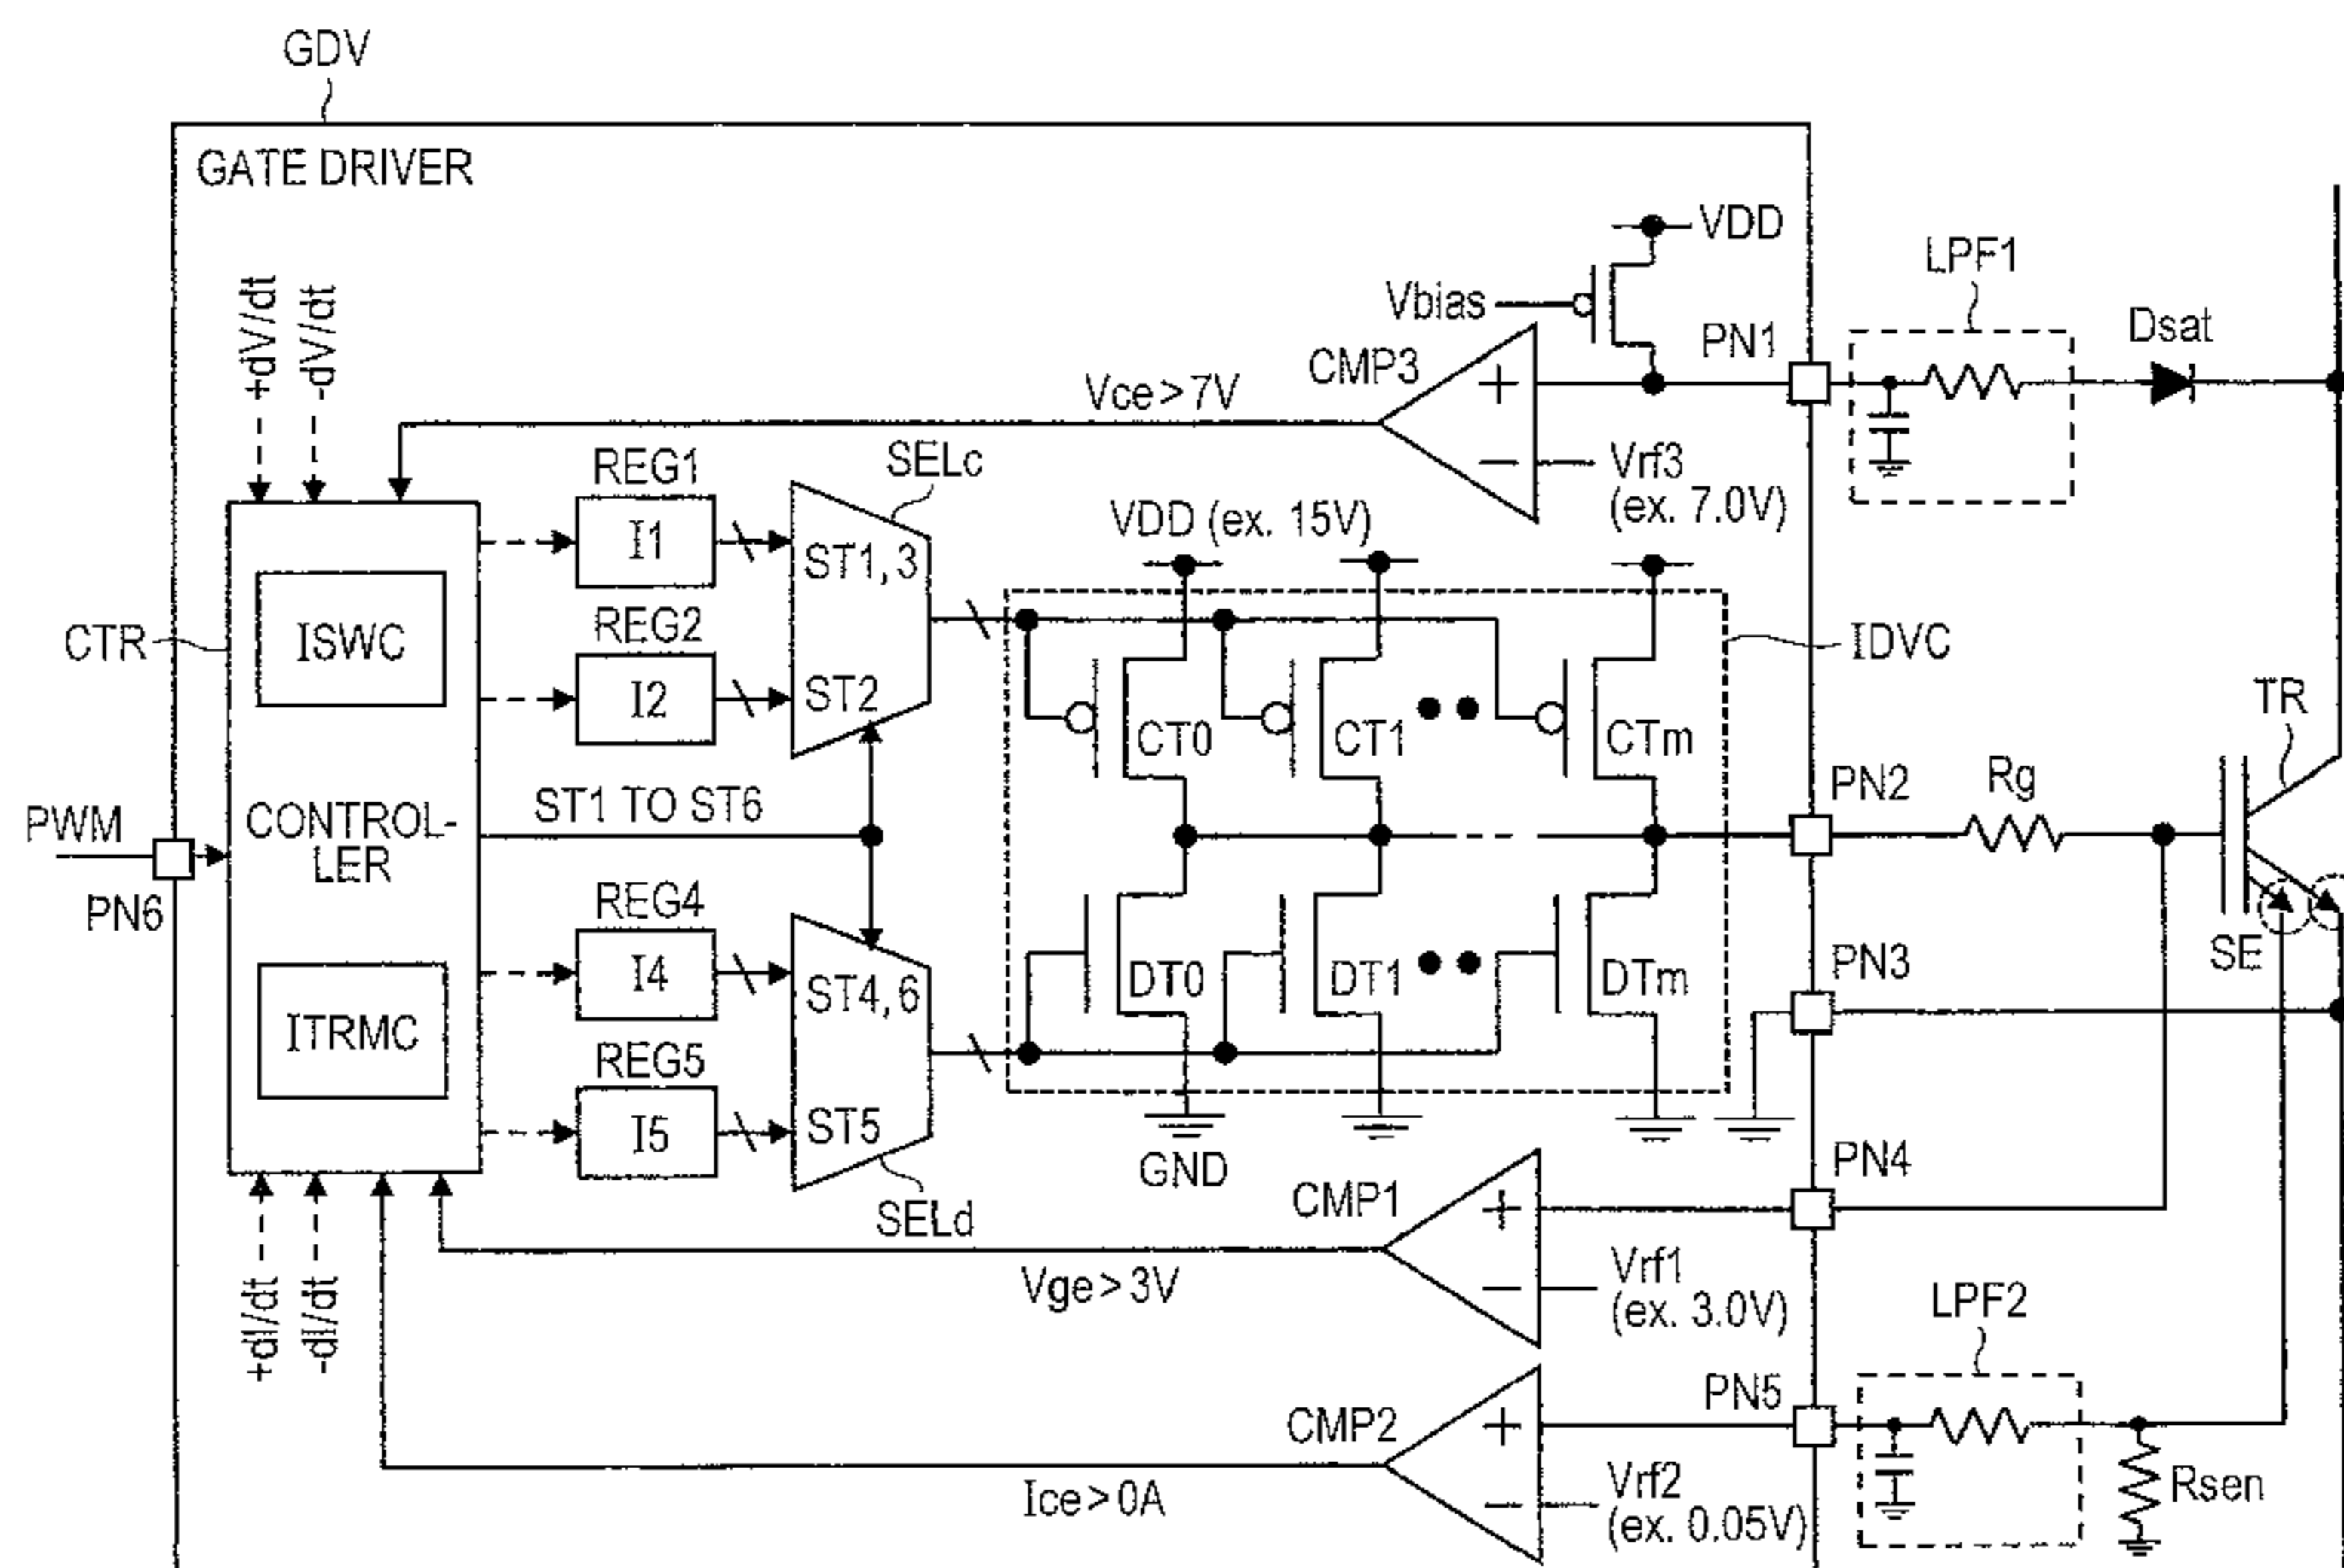 GDV
GATE DRIVER
+dV/dt
-dV/dt
VDD
Vbias
LPF1
Dsat
PN1
CMP3
+
−
Vce>7V
Vrf3
(ex. 7.0V)
REG1
I1
SELc
ST1, 3
VDD (ex. 15V)
CTR
ISWC
REG2
I2
ST2
IDVC
CT0
CT1
CTm
TR
PN2
Rg
PWM
PN6
CONTROL-
LER
ST1 TO ST6
REG4
I4
ST4, 6
DT0
DT1
DTm
PN3
SE
ITRMC
REG5
I5
ST5
SELd
GND
PN4
CMP1
+
−
Vge>3V
Vrf1
(ex. 3.0V)
+dI/dt
-dI/dt
LPF2
PN5
CMP2
+
−
Ice>0A
Vrf2
(ex. 0.05V)
Rsen